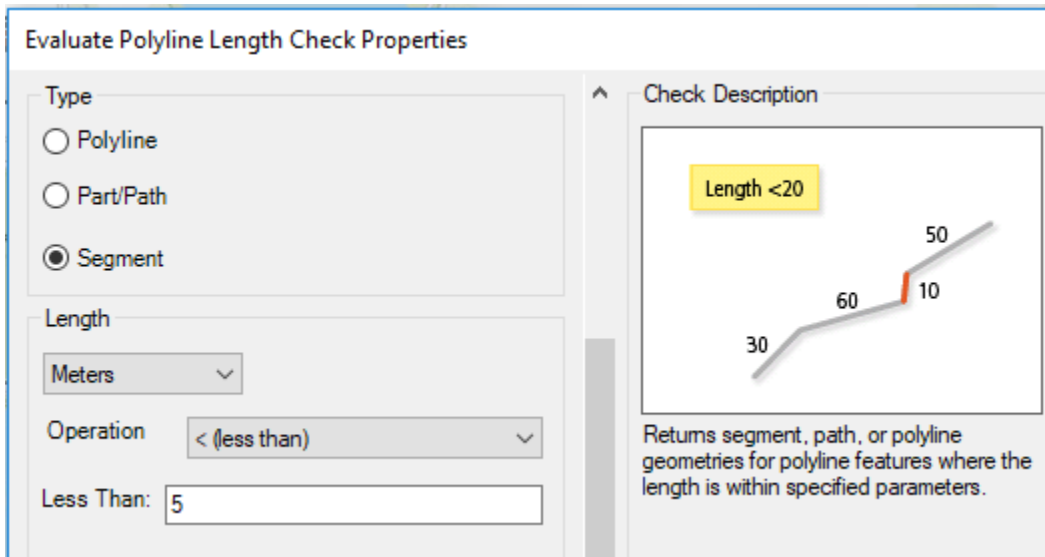 Evaluate Polyline Length Check Properties
Type
Polyline
Part/Path
Segment
Length
Meters
Operation
< (less than)
Less Than:
5
Check Description
Length <20
50
10
60
30
Returns segment, path, or polyline
geometries for polyline features where the
length is within specified parameters.